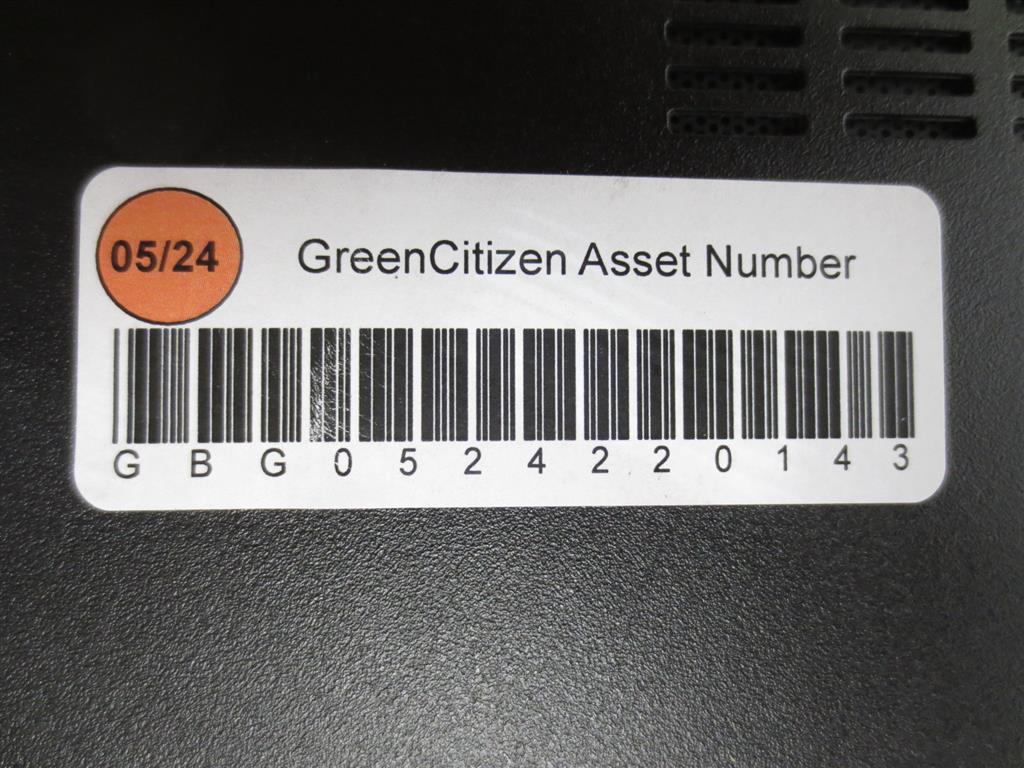 05/24
GreenCitizen Asset Number
G B G 0 5 2 4 2 2 0 1 4 3